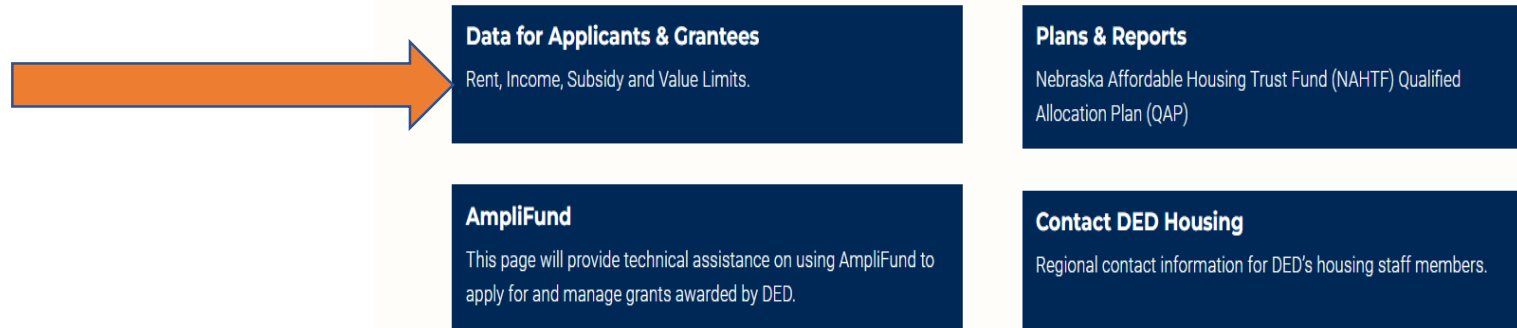 Data for Applicants & Grantees
Rent, Income, Subsidy and Value Limits.
Plans & Reports
Nebraska Affordable Housing Trust Fund (NAHTF) Qualified
Allocation Plan (QAP)
AmpliFund
This page will provide technical assistance on using AmpliFund to
apply for and manage grants awarded by DED.
Contact DED Housing
Regional contact information for DED's housing staff members.